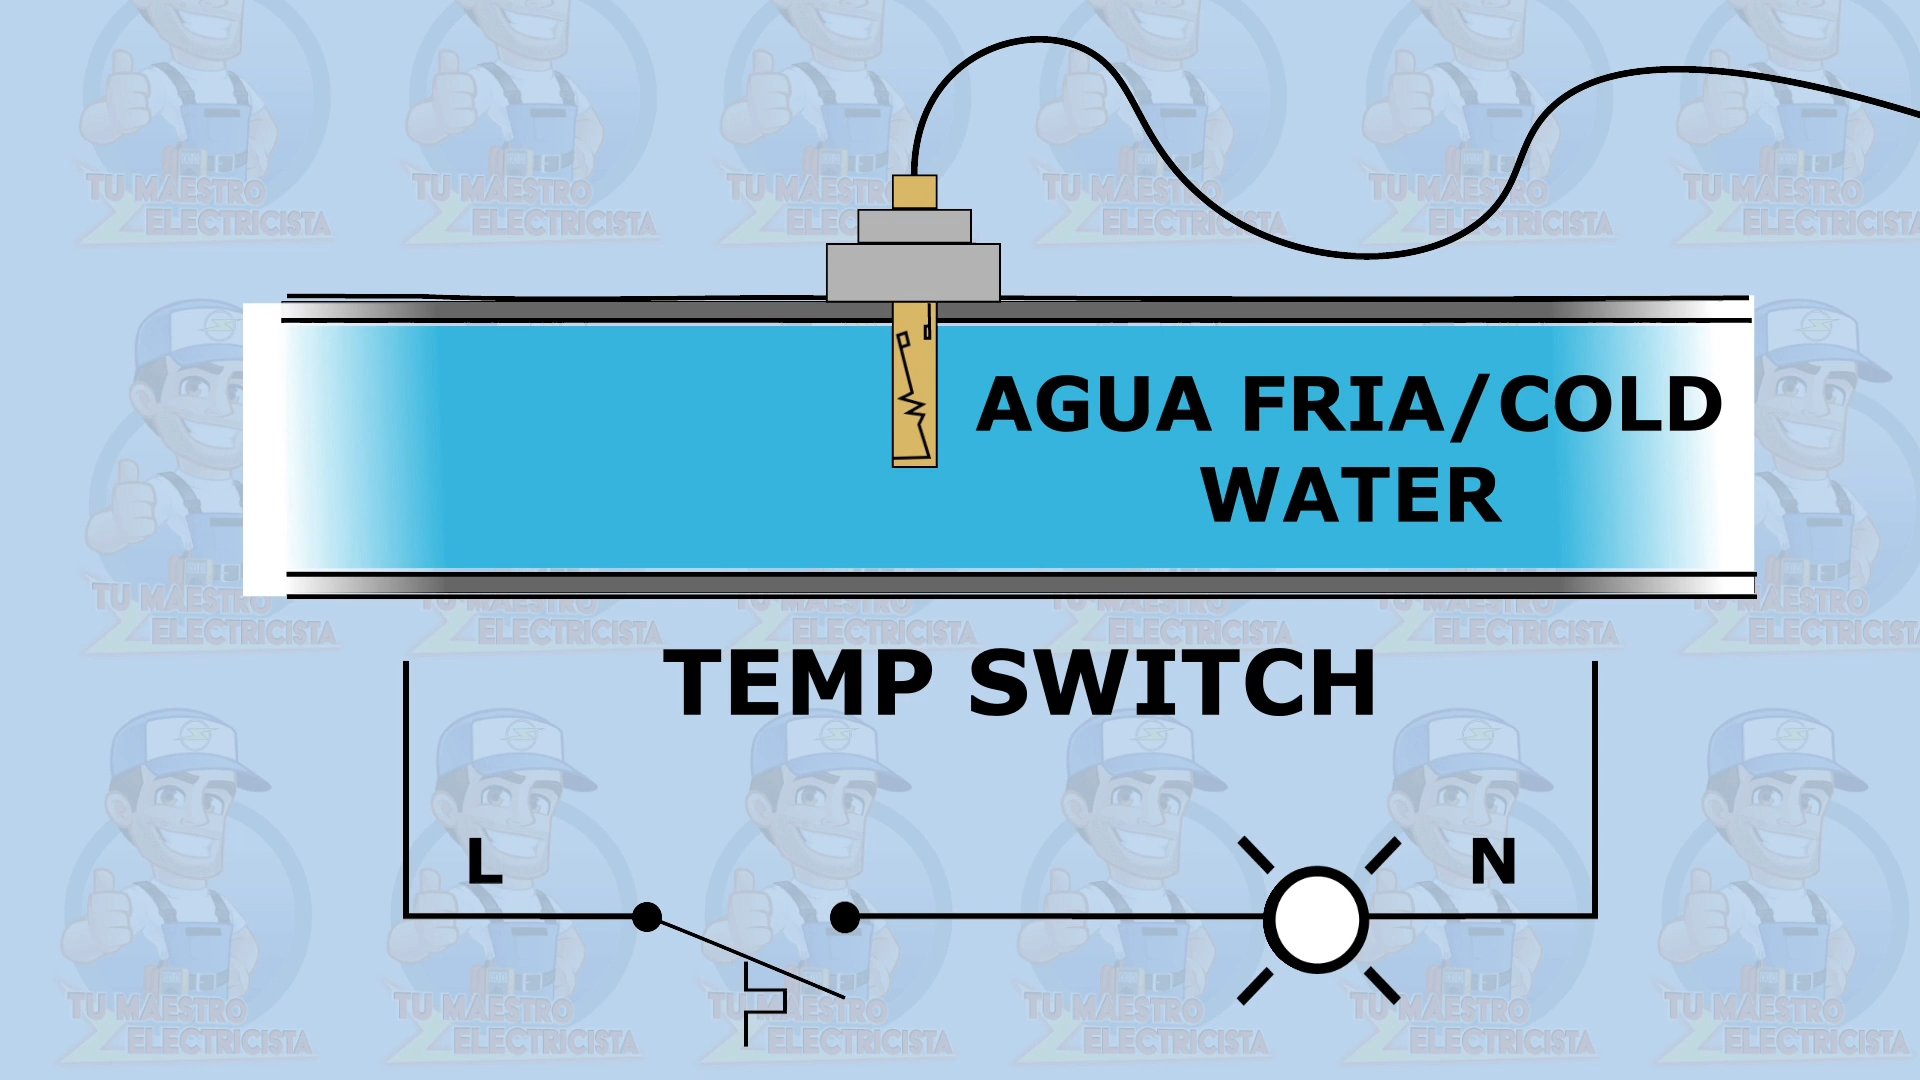 TU MAESTRO ELECTRICISTA
AGUA FRIA/COLD
WATER
TEMP SWITCH
L
N